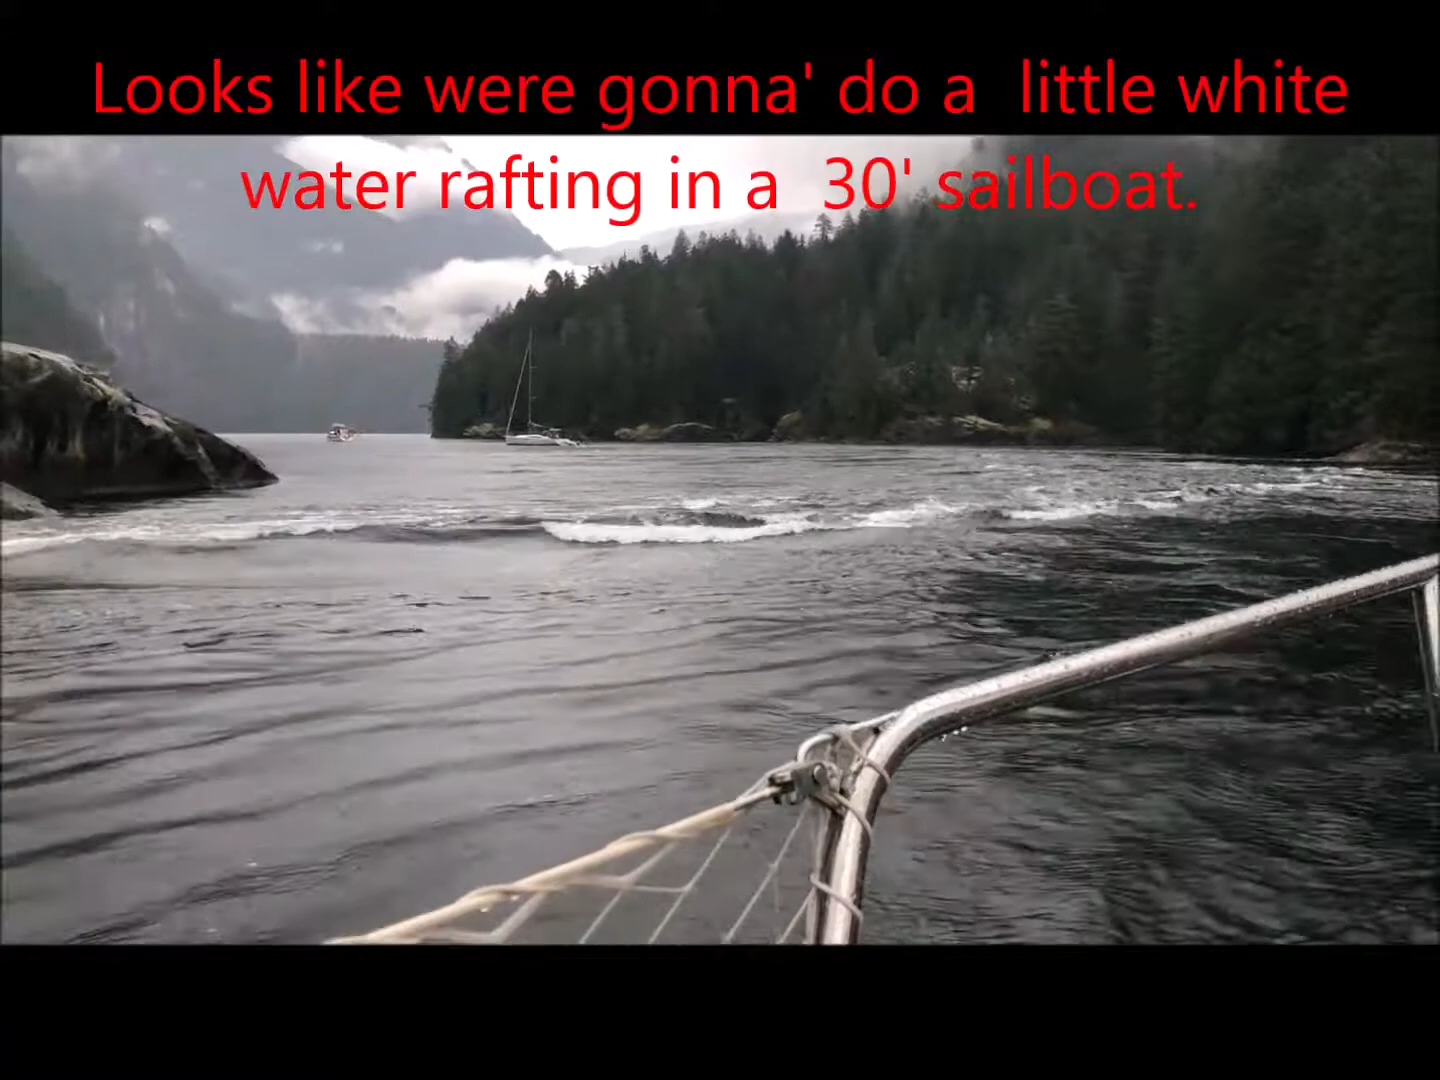 Looks like were gonna' do a  little white
water rafting in a  30' sailboat.